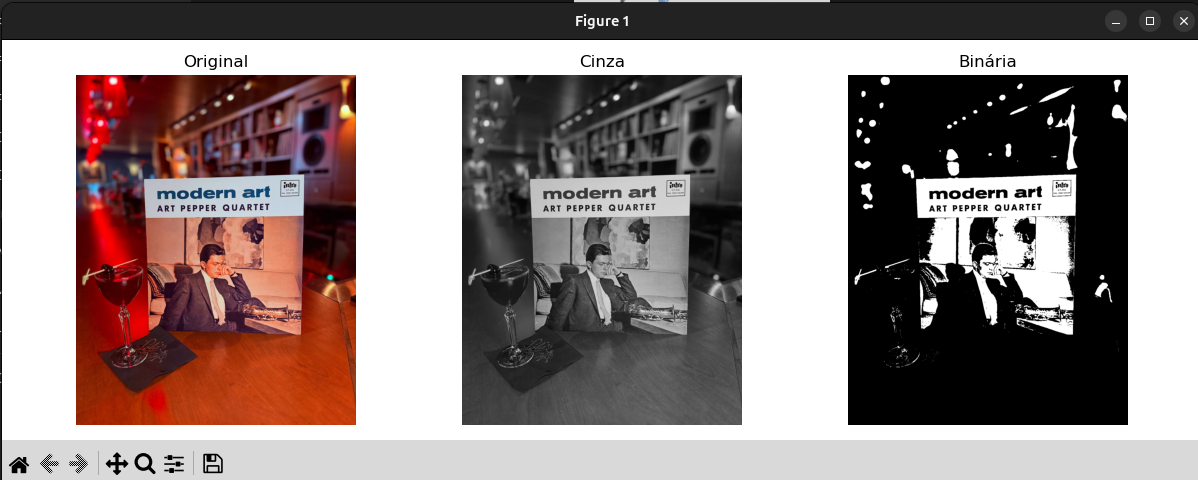 Figure 1
Original
Cinza
Binária
modern art
ART PEPPER QUARTET
modern art
ART PEPPER QUARTET
modern art
ART PEPPER QUARTET